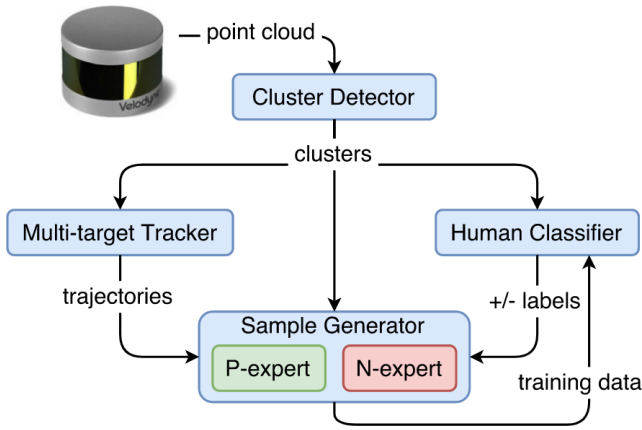 point cloud
Velodyne
Cluster Detector
clusters
Multi-target Tracker
Human Classifier
trajectories
+/- labels
Sample Generator
P-expert
N-expert
training data